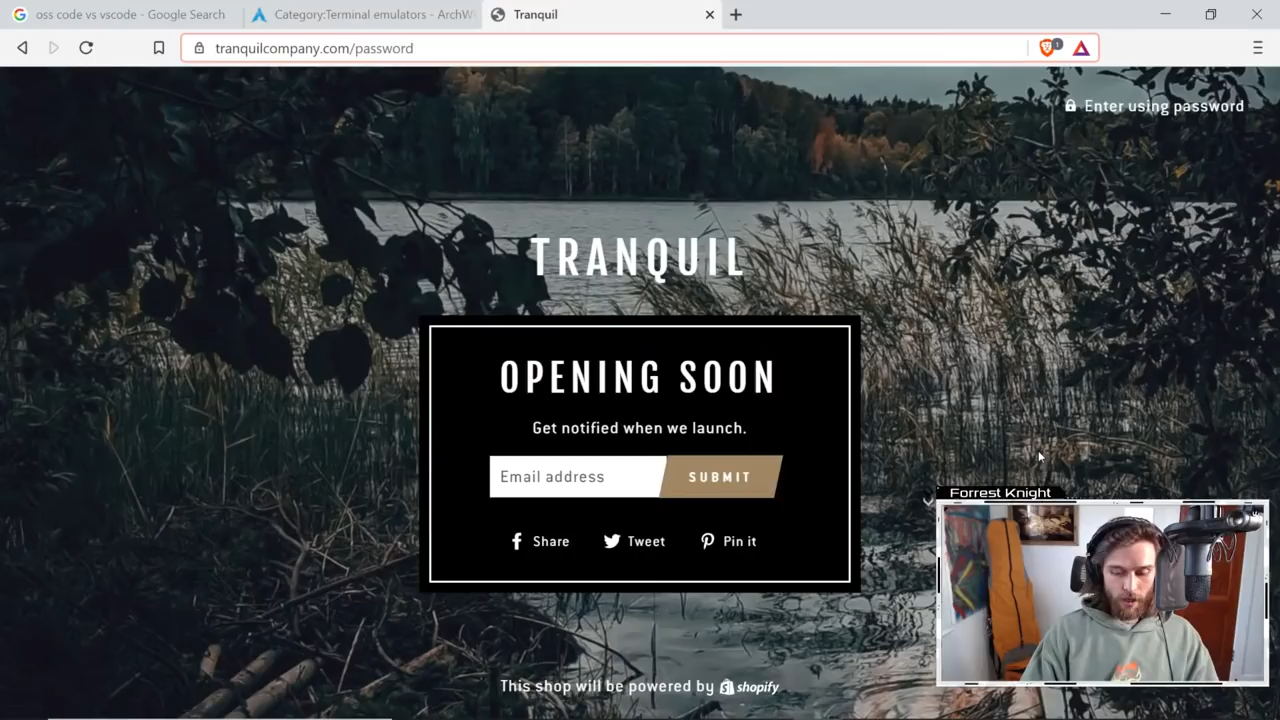 oss code vs vscode - Google Search
Category:Terminal emulators - ArchW
Tranquil
tranquilcompany.com/password
1
Enter using password
TRANQUIL
OPENING SOON
Get notified when we launch.
Email address
SUBMIT
Share
Tweet
Pin it
Forrest Knight
This shop will be powered by shopify